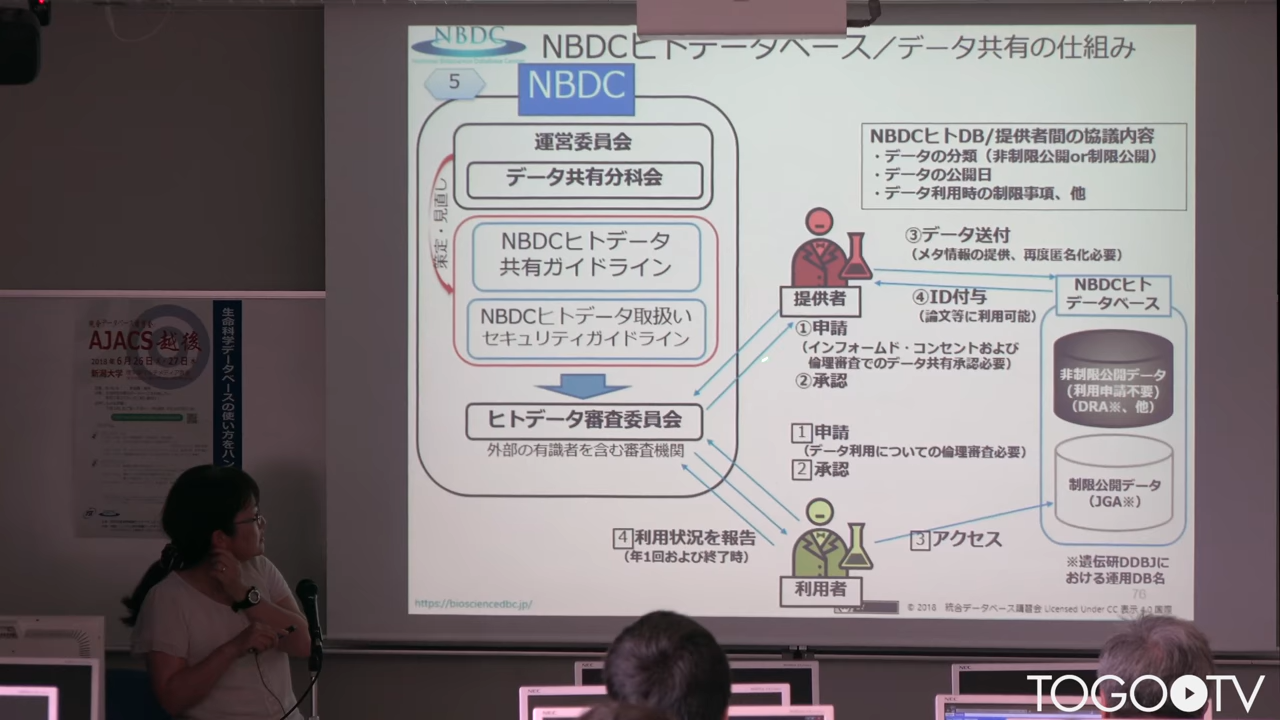 NBDC
NBDCヒトデータベース／データ共有の仕組み
5
NBDC
運営委員会
データ共有分科会
策定・見直し
NBDCヒトデータ
共有ガイドライン
NBDCヒトデータ取扱い
セキュリティガイドライン
ヒトデータ審査委員会
外部の有識者を含む審査機関
NBDCヒトDB/提供者間の協議内容
・データの分類（非制限公開or制限公開）
・データの公開日
・データ利用時の制限事項、他
③データ送付
（メタ情報の提供、再度匿名化必要）
④ID付与
（論文等に利用可能）
提供者
①申請
（インフォームド・コンセントおよび
倫理審査でのデータ共有承認必要）
②承認
NBDCヒト
データベース
非制限公開データ
(利用申請不要)
(DRA※、他)
制限公開データ
（JGA※）
1申請
（データ利用についての倫理審査必要）
2承認
3アクセス
4利用状況を報告
（年1回および終了時）
利用者
※遺伝研DDBJに
おける運用DB名
76
https://biosciencedbc.jp/
© 2018 統合データベース講習会 Licensed Under CC 表示 4.0 国際
AJACS越後
2018年6月26日・27日
新潟大学
生命科学データベースの使い方をハン
TOGOTV